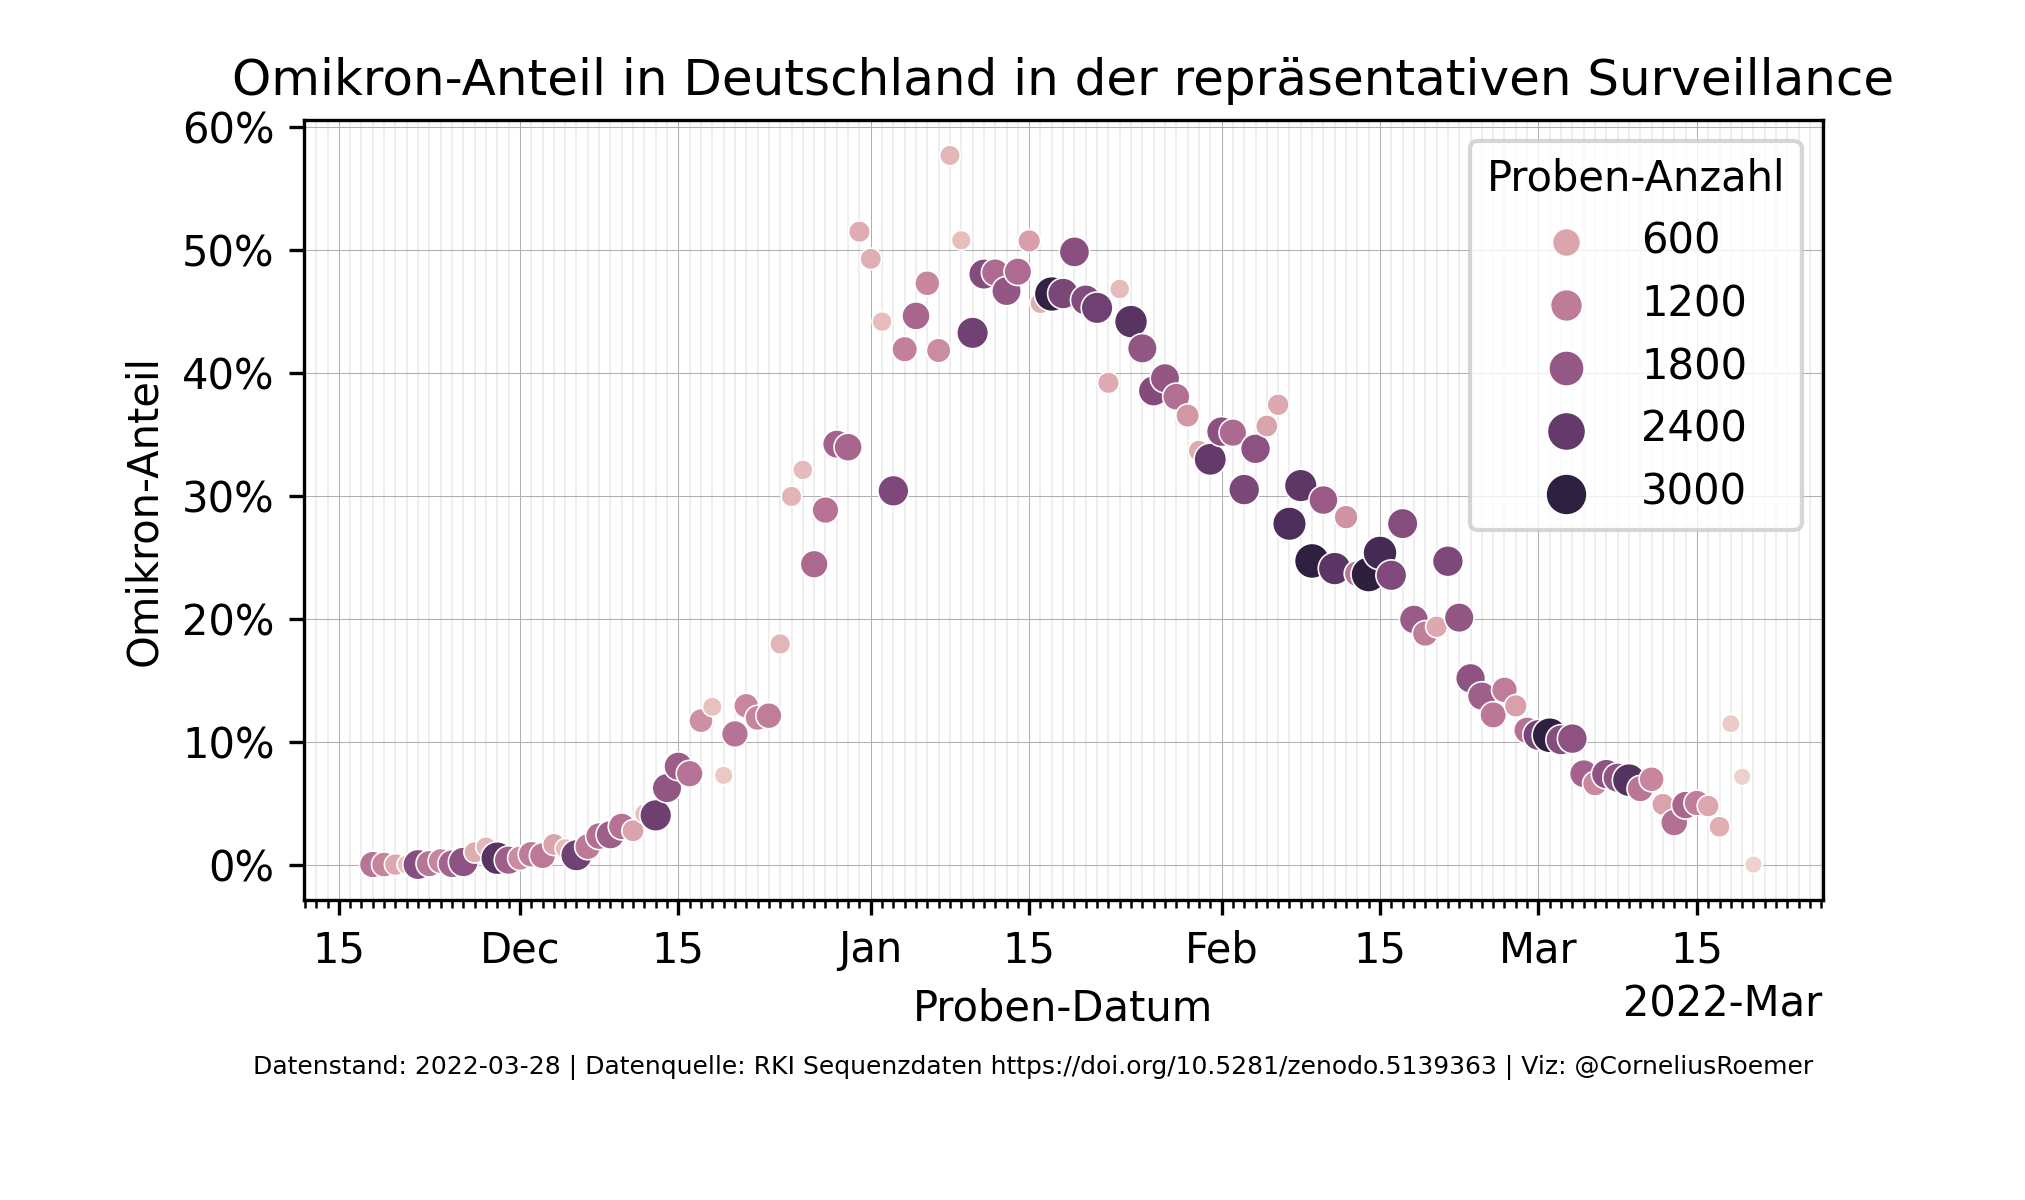 Omikron-Anteil in Deutschland in der repräsentativen Surveillance
60%
50%
40%
30%
20%
10%
0%
Omikron-Anteil
Proben-Anzahl
600
1200
1800
2400
3000
15 Dec 15 Jan 15 Feb 15 Mar 15
2022-Mar
Proben-Datum
Datenstand: 2022-03-28 | Datenquelle: RKI Sequenzdaten https://doi.org/10.5281/zenodo.5139363 | Viz: @CorneliusRoemer